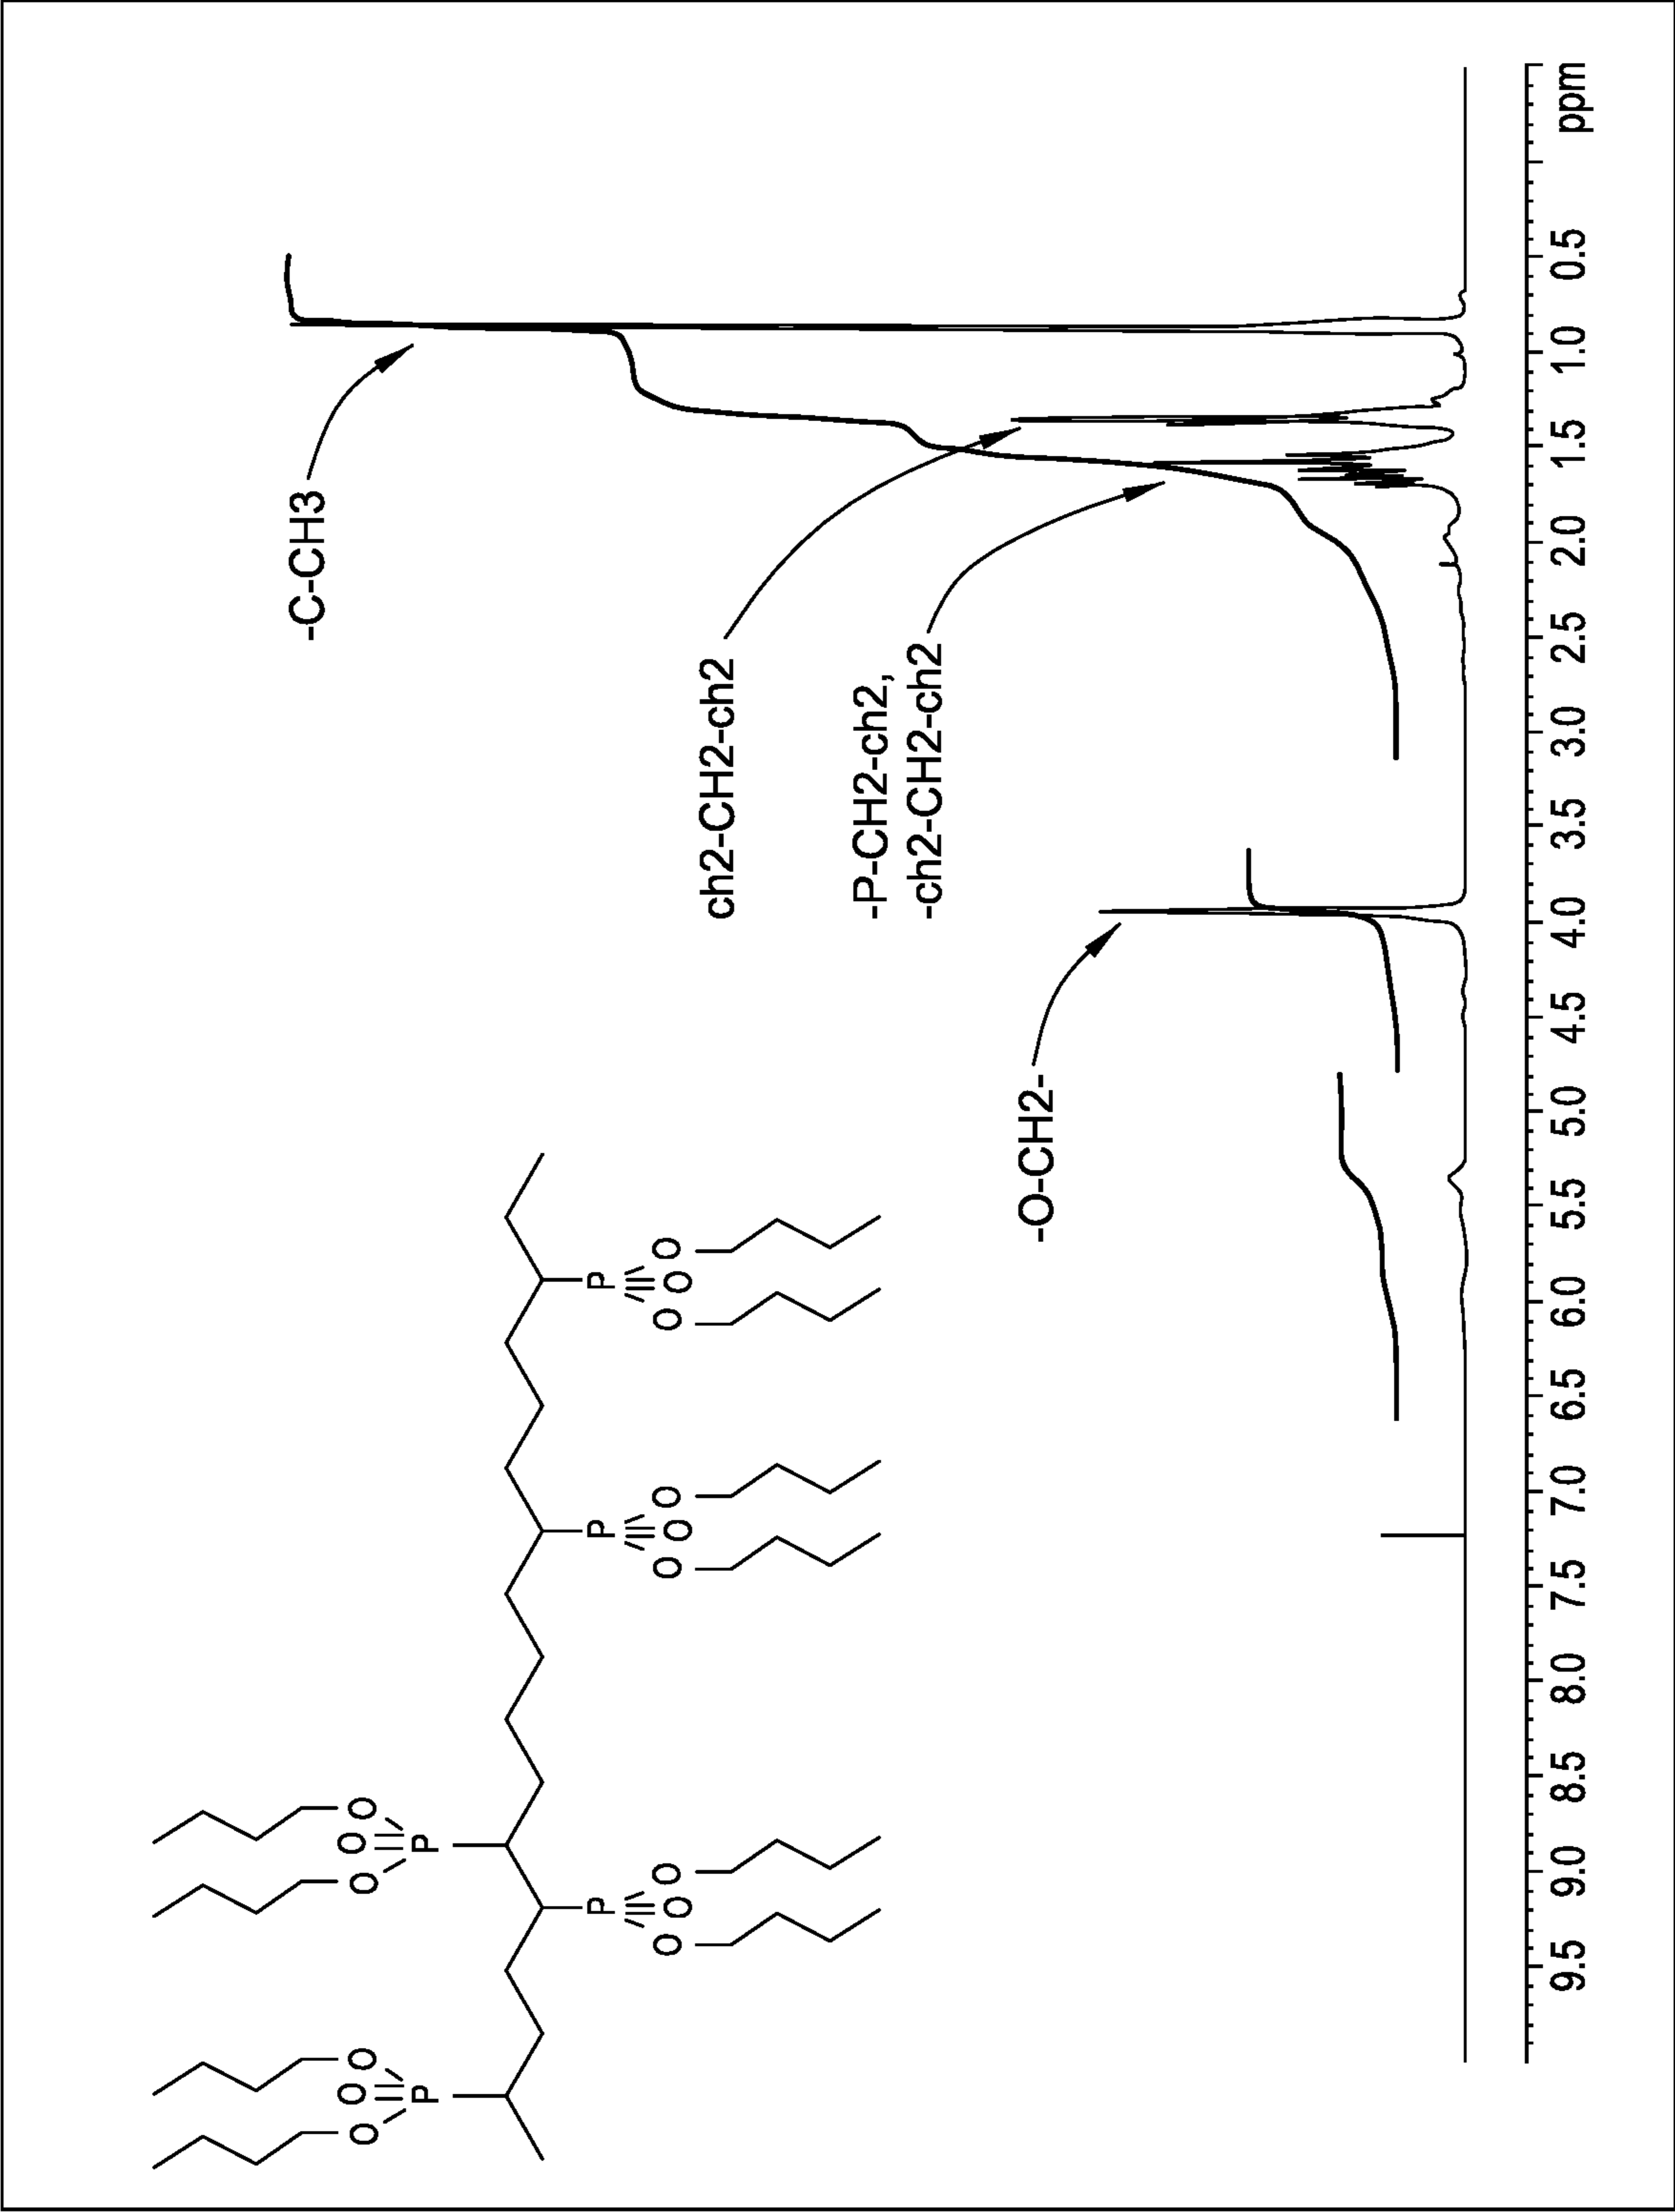 -C-CH3
O O O O O O
P P
P P P
O O O O O O O O O
ch2-CH2-ch2
-P-CH2-ch2,
-ch2-CH2-ch2
-O-CH2-
9.5 9.0 8.5 8.0 7.5 7.0 6.5 6.0 5.5 5.0 4.5 4.0 3.5 3.0 2.5 2.0 1.5 1.0 0.5 ppm